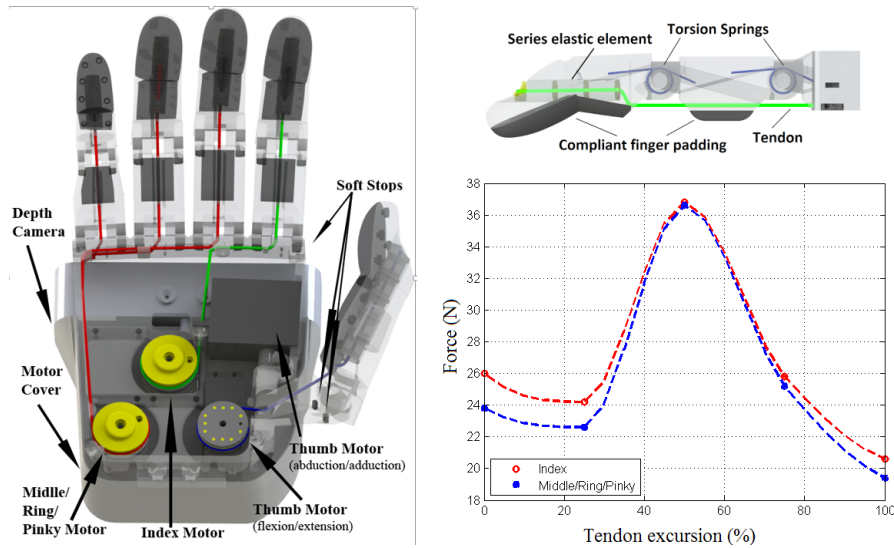 Depth
Camera
Motor
Cover
Midlle/
Ring/
Pinky Motor
Index Motor
Thumb Motor
(flexion/extension)
Thumb Motor
(abduction/adduction)
Soft Stops
Series elastic element
Torsion Springs
Compliant finger padding
Tendon
Force (N)
38
36
34
32
30
28
26
24
22
20
18
Index
Middle/Ring/Pinky
0
20
40
60
80
100
Tendon excursion (%)